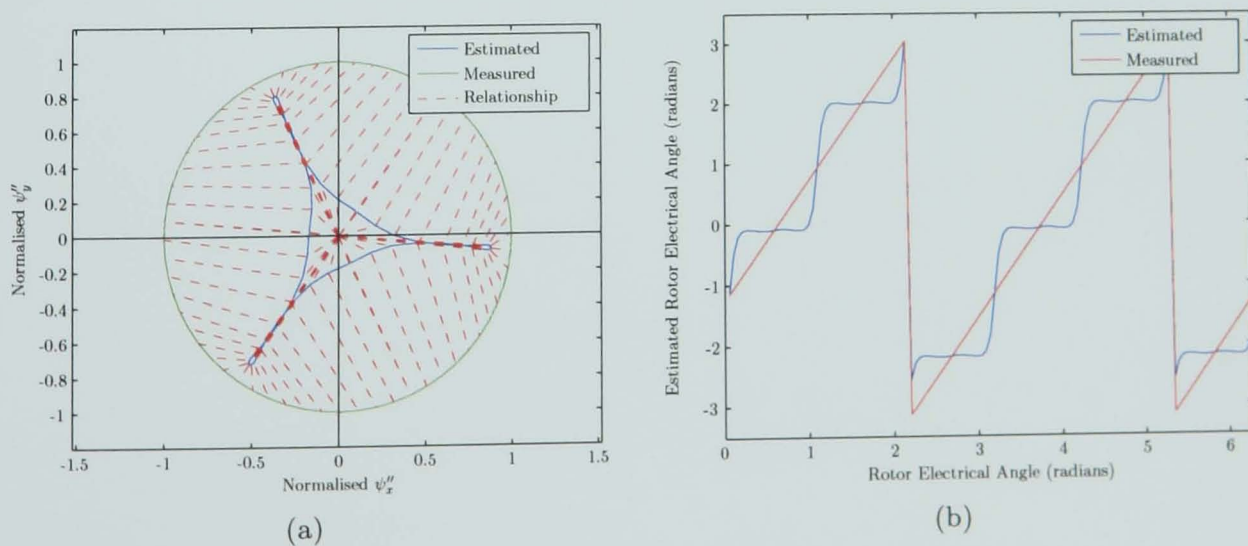 Estimated
Measured
Relationship
1
0.8
0.6
0.4
0.2
0
-0.2
-0.4
-0.6
-0.8
-1
-1.5
-1
-0.5
0
0.5
1
1.5
Normalised ψ″y
Normalised ψ″x
(a)
Estimated
Measured
3
2
1
0
-1
-2
-3
0
1
2
3
4
5
6
Estimated Rotor Electrical Angle (radians)
Rotor Electrical Angle (radians)
(b)